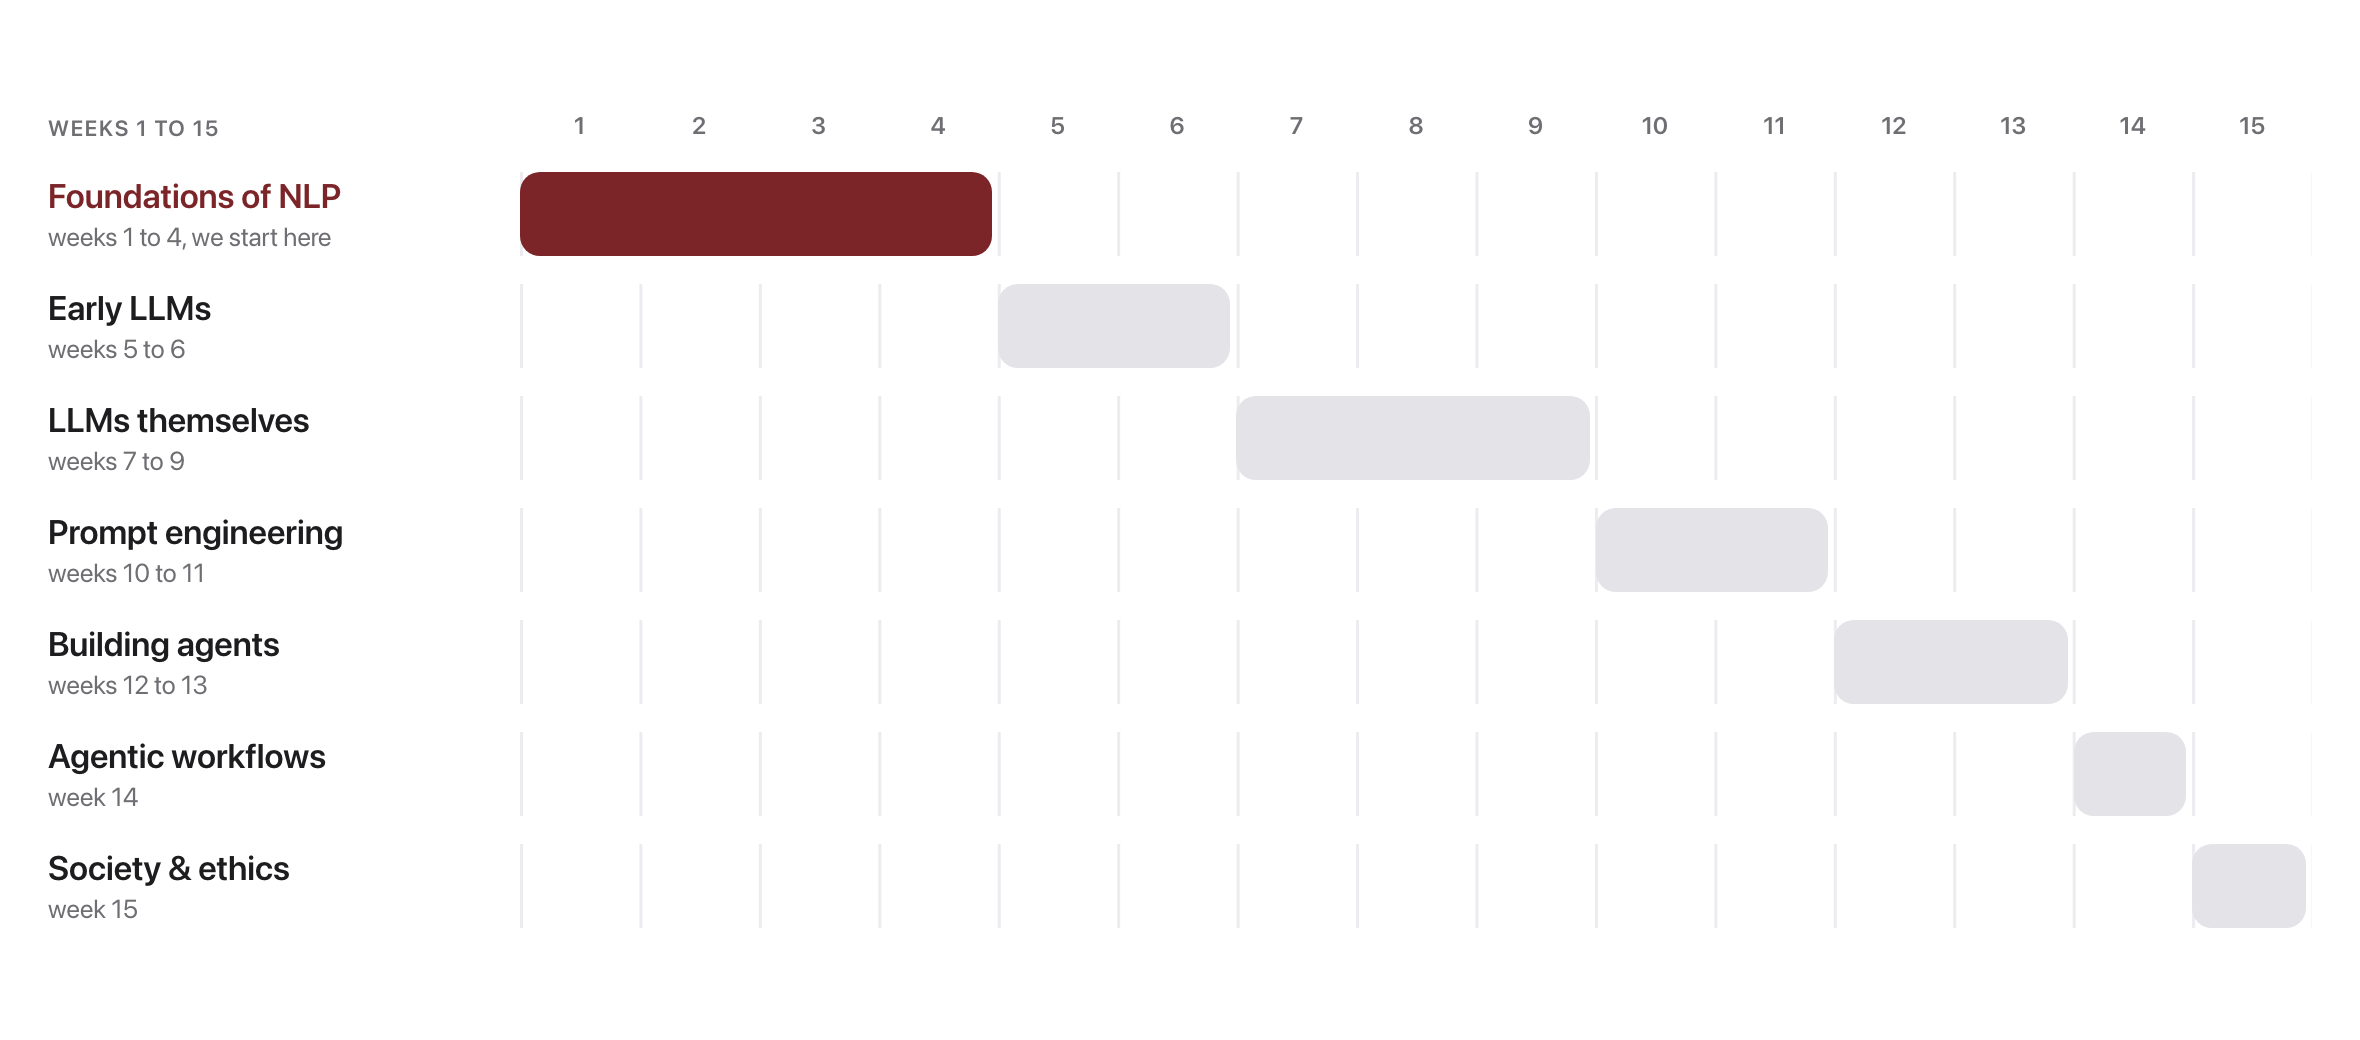 WEEKS 1 TO 15 1 2 3 4 5 6 7 8 9 10 11 12 13 14 15
Foundations of NLP
weeks 1 to 4, we start here
Early LLMs
weeks 5 to 6
LLMs themselves
weeks 7 to 9
Prompt engineering
weeks 10 to 11
Building agents
weeks 12 to 13
Agentic workflows
week 14
Society & ethics
week 15